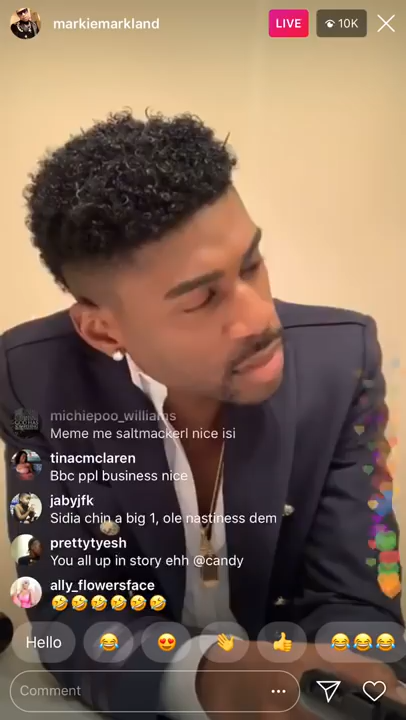 markiemarkland
LIVE
10K
michiepoo_williams
Meme me saltmackerl nice isi
tinacmclaren
Bbc ppl business nice
jabyjfk
Sidia chin a big 1, ole nastiness dem
prettytyesh
You all up in story ehh @candy
ally_flowersface
🤣🤣🤣🤣🤣🤣
Hello 😂 😍 👋 👍 😂😂😂
Comment